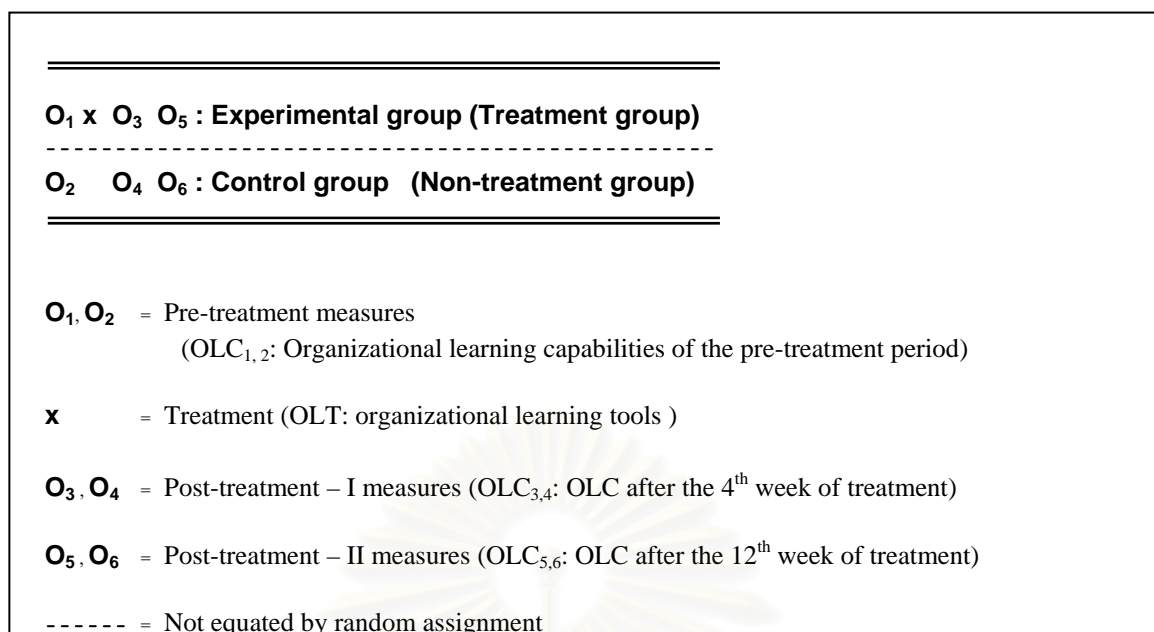 O₁ x O₃ O₅ : Experimental group (Treatment group)
------------------------------------------------
O₂ O₄ O₆ : Control group (Non-treatment group)
O₁, O₂ = Pre-treatment measures
(OLC₁, ₂: Organizational learning capabilities of the pre-treatment period)
x = Treatment (OLT: organizational learning tools )
O₃, O₄ = Post-treatment – I measures (OLC₃,₄: OLC after the 4ᵗʰ week of treatment)
O₅, O₆ = Post-treatment – II measures (OLC₅,₆: OLC after the 12ᵗʰ week of treatment)
------ = Not equated by random assignment